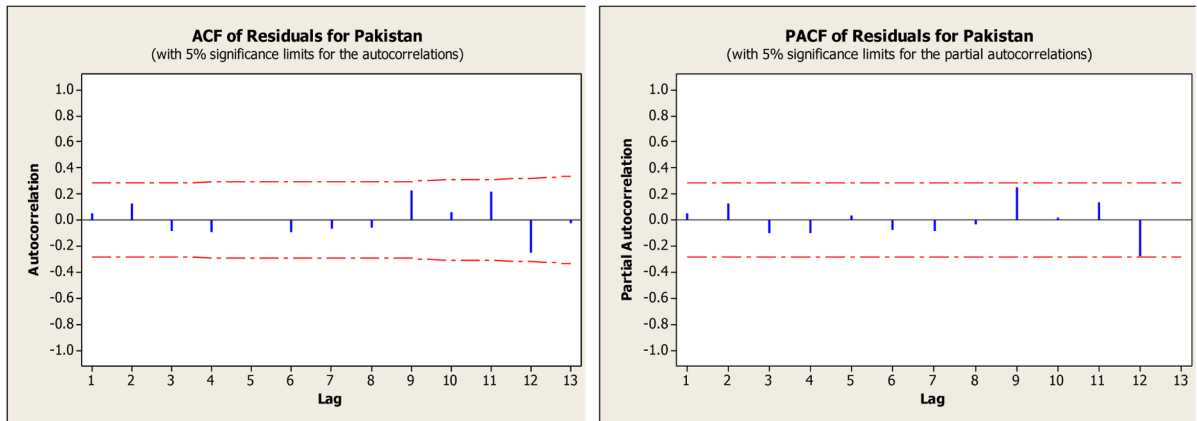 ACF of Residuals for Pakistan
(with 5% significance limits for the autocorrelations)
1.0
0.8
0.6
0.4
0.2
0.0
-0.2
-0.4
-0.6
-0.8
-1.0
Autocorrelation
1 2 3 4 5 6 7 8 9 10 11 12 13
Lag
PACF of Residuals for Pakistan
(with 5% significance limits for the partial autocorrelations)
1.0
0.8
0.6
0.4
0.2
0.0
-0.2
-0.4
-0.6
-0.8
-1.0
Partial Autocorrelation
1 2 3 4 5 6 7 8 9 10 11 12 13
Lag